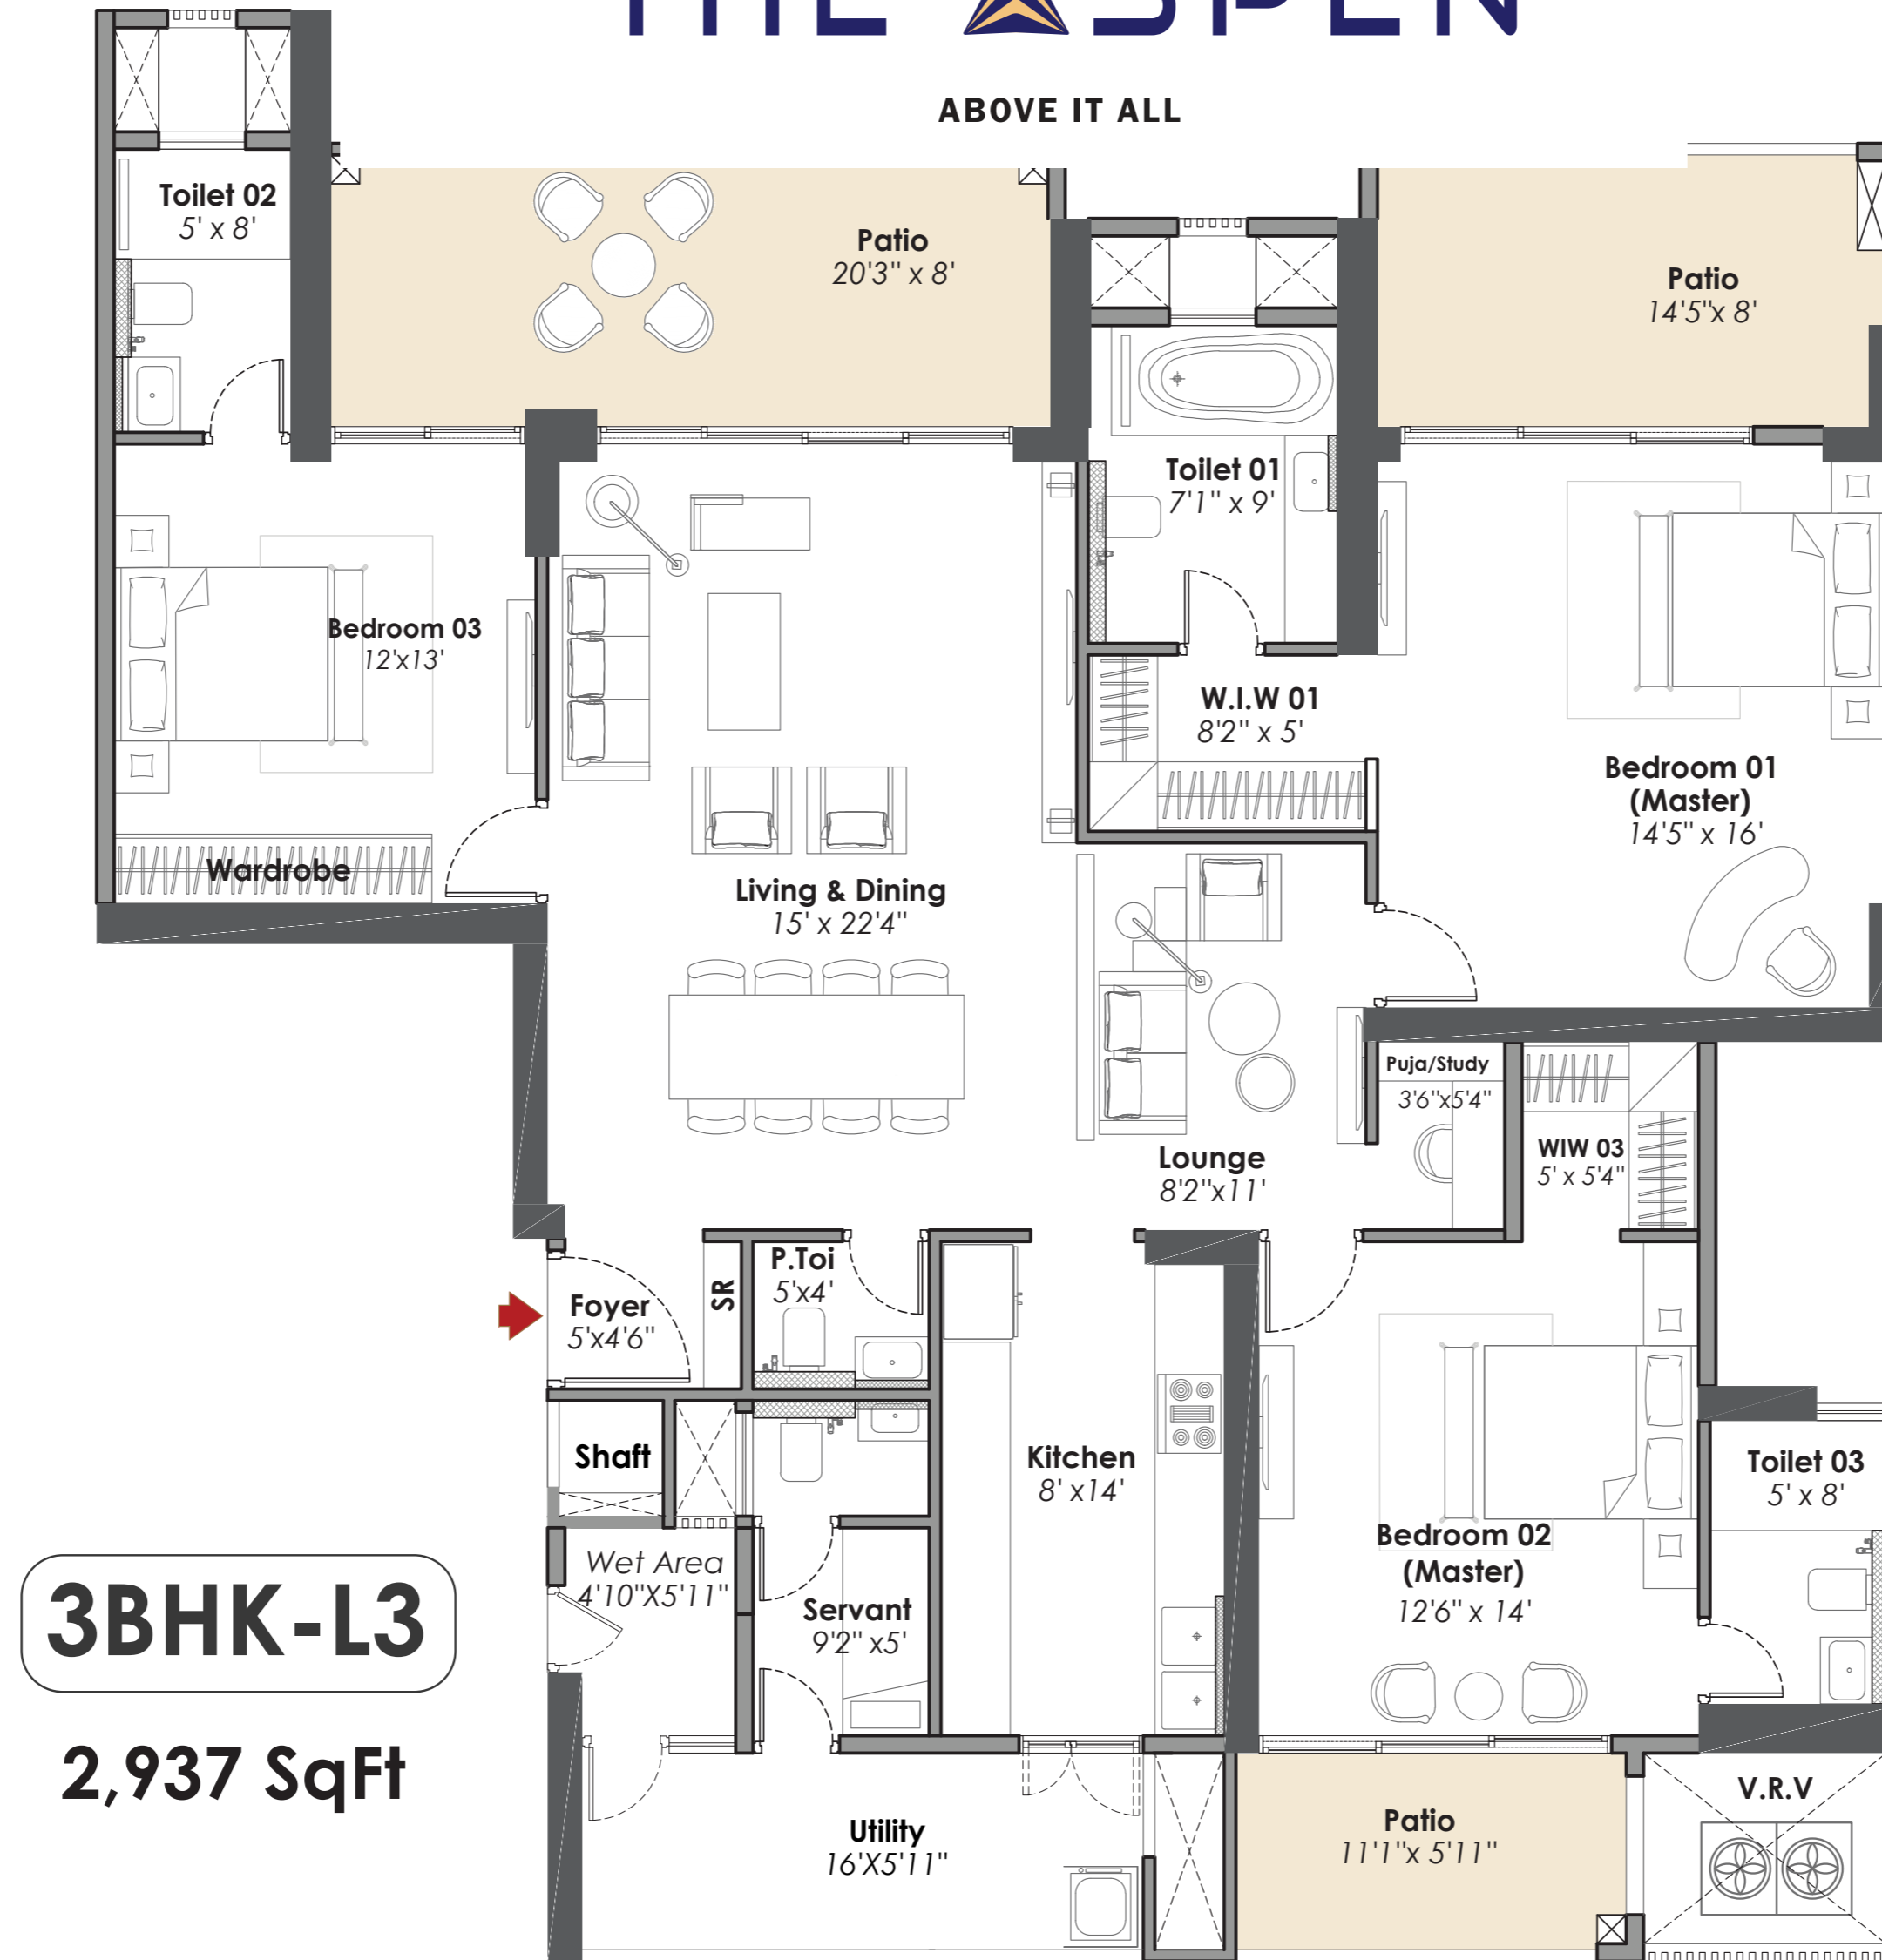 THE ASPEN
ABOVE IT ALL
Toilet 02
5' x 8'
Patio
20'3" x 8'
Patio
14'5"x 8'
Toilet 01
7'1" x 9'
Bedroom 03
12'x13'
W.I.W 01
8'2" x 5'
Bedroom 01
(Master)
14'5" x 16'
Wardrobe
Living & Dining
15' x 22'4"
Puja/Study
3'6"x5'4"
WIW 03
5' x 5'4"
Lounge
8'2"x11'
P.Toi
5'x4'
SR
Foyer
5'x4'6"
Shaft
Kitchen
8' x14'
Toilet 03
5' x 8'
Bedroom 02
(Master)
12'6" x 14'
Wet Area
4'10"X5'11"
Servant
9'2" x5'
3BHK-L3
2,937 SqFt
V.R.V
Patio
11'1"x 5'11"
Utility
16'X5'11"